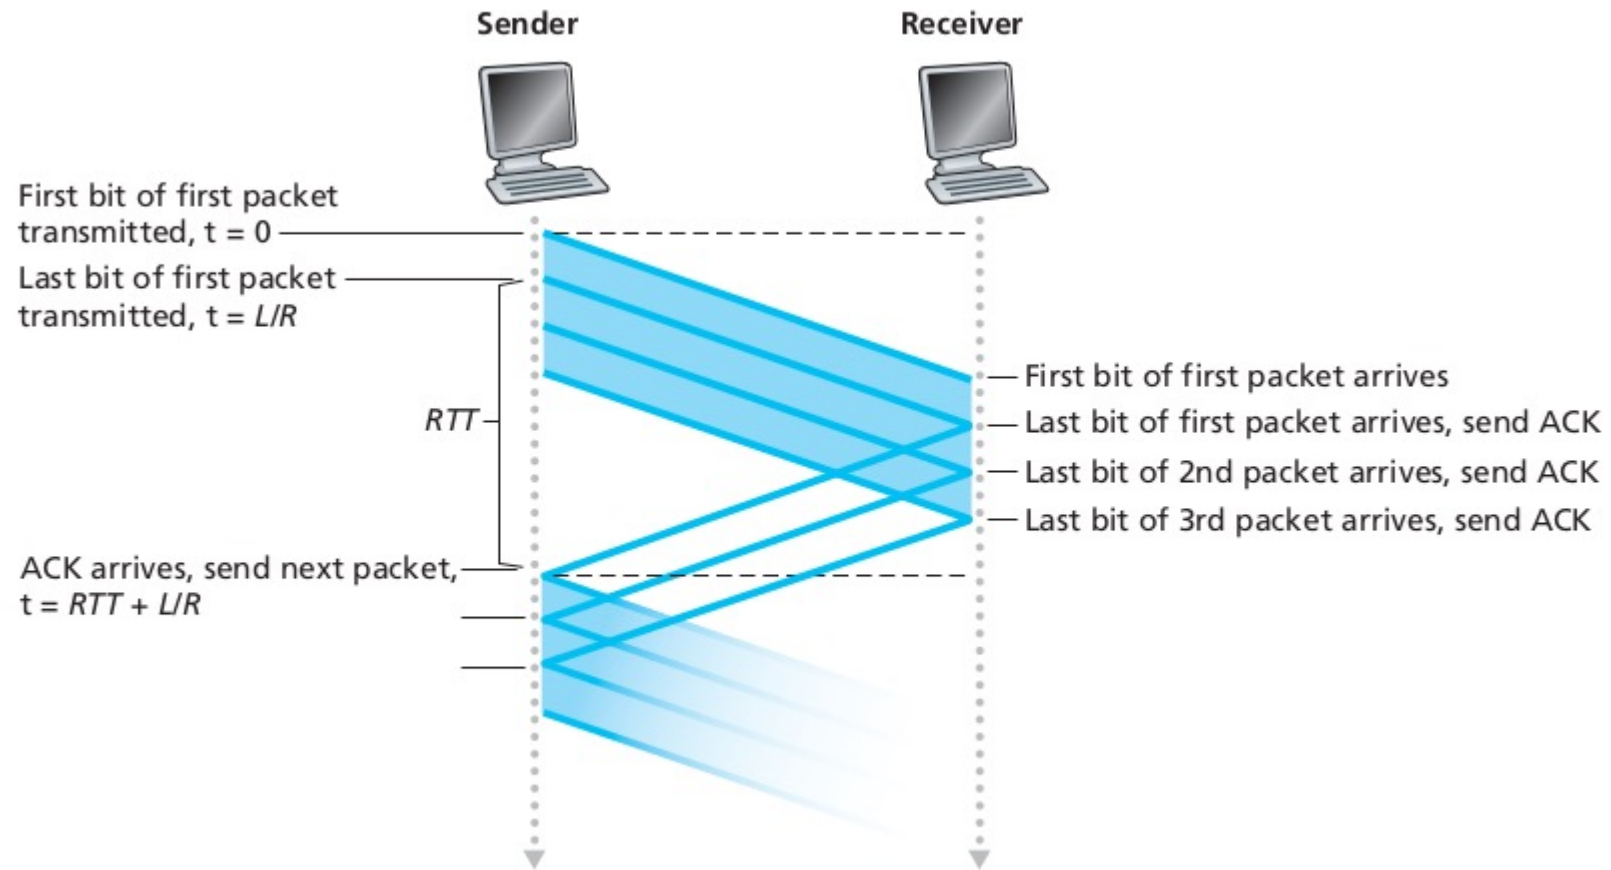 Sender
Receiver
First bit of first packet
transmitted, t = 0
Last bit of first packet
transmitted, t = L/R
First bit of first packet arrives
RTT
Last bit of first packet arrives, send ACK
Last bit of 2nd packet arrives, send ACK
Last bit of 3rd packet arrives, send ACK
ACK arrives, send next packet,
t = RTT + L/R